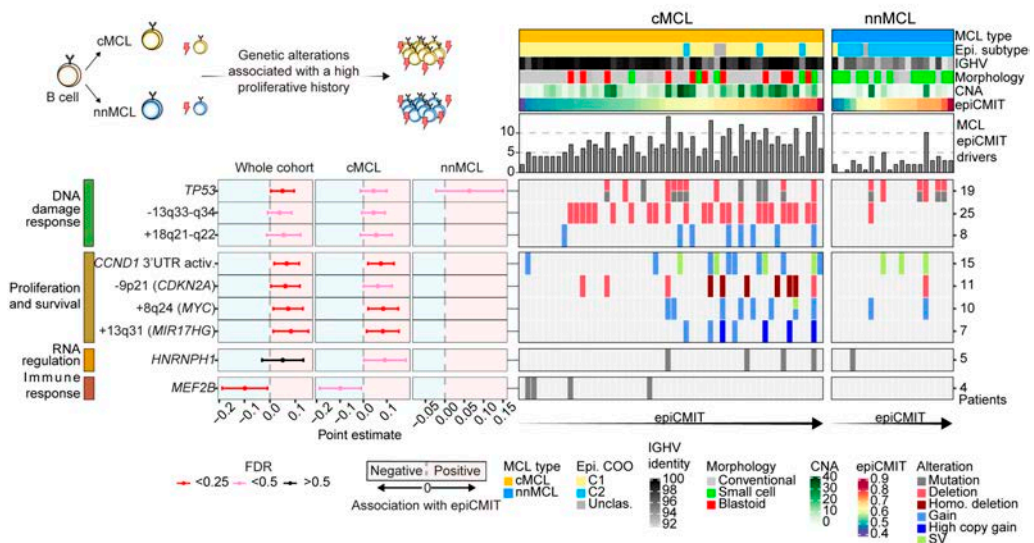 cMCL
nnMCL
B cell
Genetic alterations
associated with a high
proliferative history
cMCL
nnMCL
MCL type
Epi. subtype
IGHV
Morphology
CNA
epiCMIT
10
5
0
MCL
epiCMIT
drivers
Whole cohort
cMCL
nnMCL
DNA
damage
response
TP53
-13q33-q34
+18q21-q22
19
25
8
Proliferation
and survival
CCND1 3'UTR activ.
-9p21 (CDKN2A)
+8q24 (MYC)
+13q31 (MIR17HG)
15
11
10
7
RNA
regulation
HNRNPH1
5
Immune
response
MEF2B
4
Patients
-0.2
-0.1
0.0
0.1
-0.2
-0.1
0.0
0.1
-0.05
0.00
0.05
0.10
0.15
Point estimate
epiCMIT
epiCMIT
FDR
<0.25
<0.5
>0.5
Negative
Positive
0
Association with epiCMIT
MCL type
cMCL
nnMCL
Epi. COO
C1
C2
Unclas.
IGHV
identity
100
98
96
94
92
Morphology
Conventional
Small cell
Blastoid
CNA
40
30
20
10
0
epiCMIT
0.9
0.8
0.7
0.6
0.5
0.4
Alteration
Mutation
Deletion
Homo. deletion
Gain
High copy gain
SV